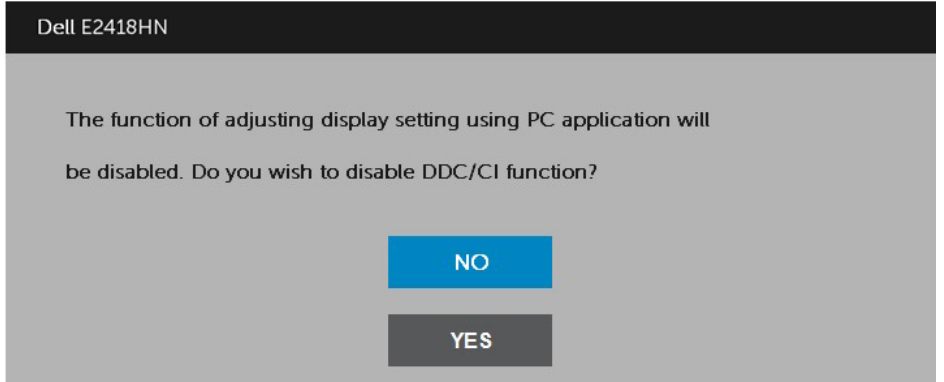 Dell E2418HN
The function of adjusting display setting using PC application will
be disabled. Do you wish to disable DDC/CI function?
NO
YES